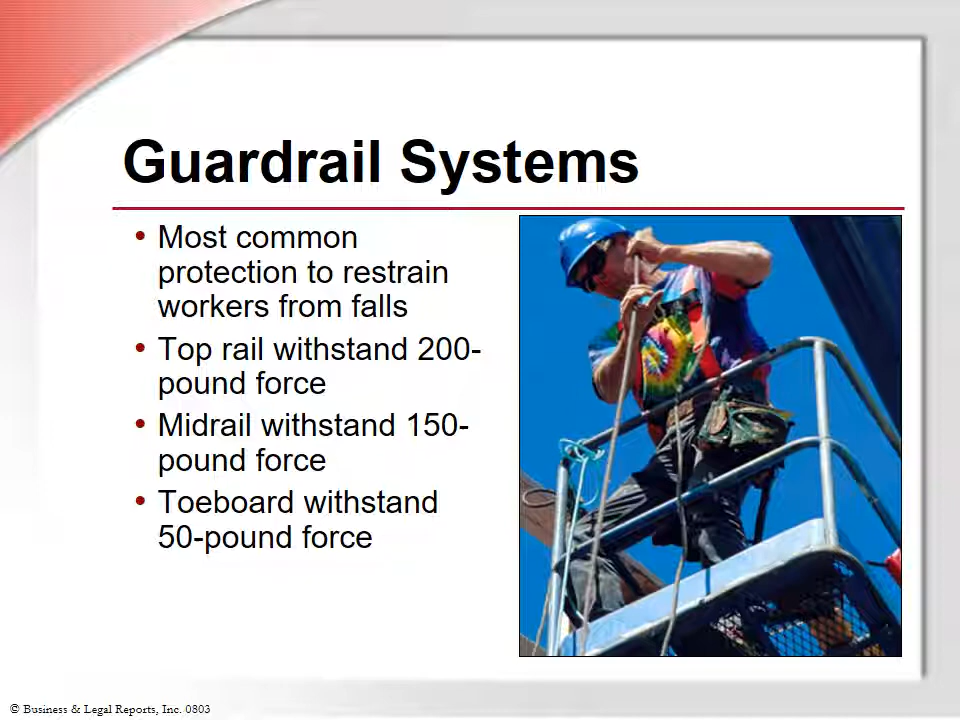 Guardrail Systems
• Most common
protection to restrain
workers from falls
• Top rail withstand 200-
pound force
• Midrail withstand 150-
pound force
• Toeboard withstand
50-pound force
© Business & Legal Reports, Inc. 0803